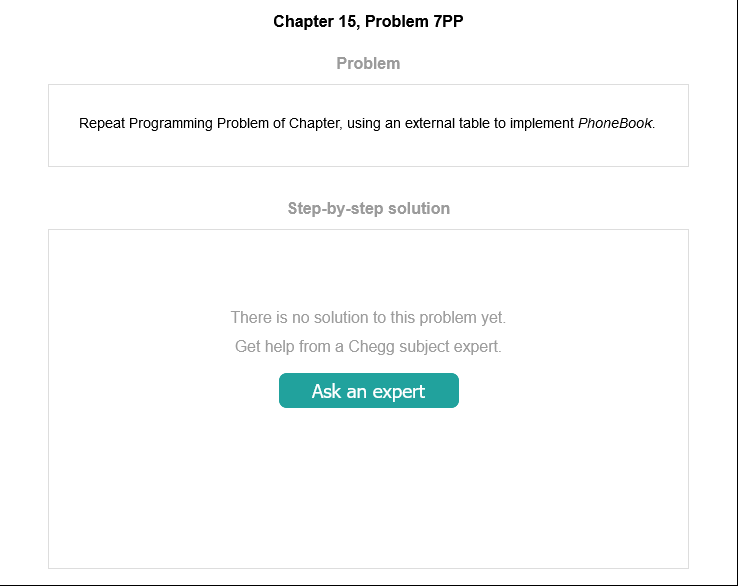 Chapter 15, Problem 7PP
Problem
Repeat Programming Problem of Chapter, using an external table to implement PhoneBook.
Step-by-step solution
There is no solution to this problem yet.
Get help from a Chegg subject expert.
Ask an expert